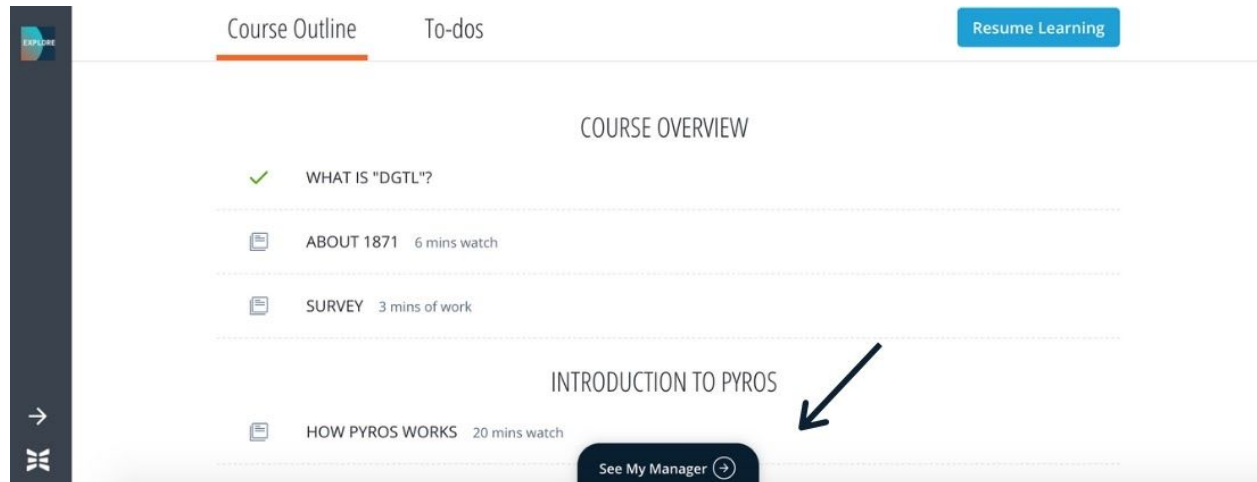 EXPLORE
Course Outline To-dos Resume Learning
COURSE OVERVIEW
WHAT IS "DGTL"?
ABOUT 1871 6 mins watch
SURVEY 3 mins of work
INTRODUCTION TO PYROS
HOW PYROS WORKS 20 mins watch
See My Manager